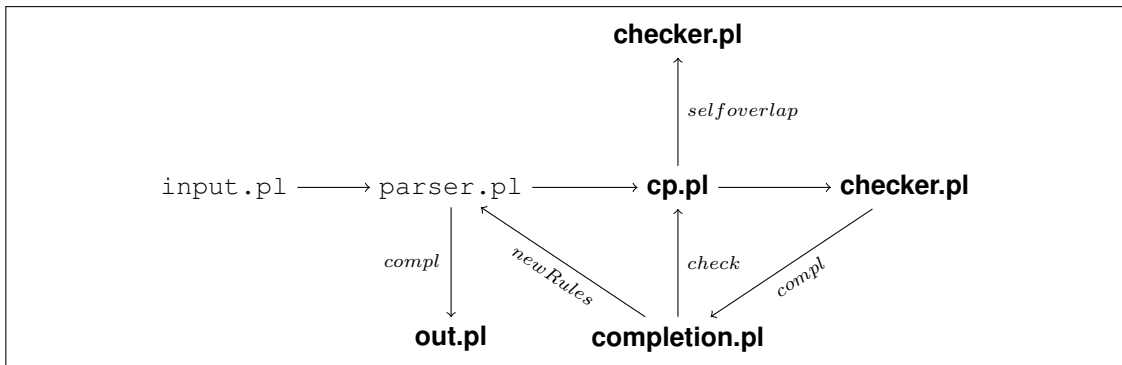 checker.pl
selfoverlap
input.pl parser.pl cp.pl checker.pl
compl newRules check compl
out.pl completion.pl